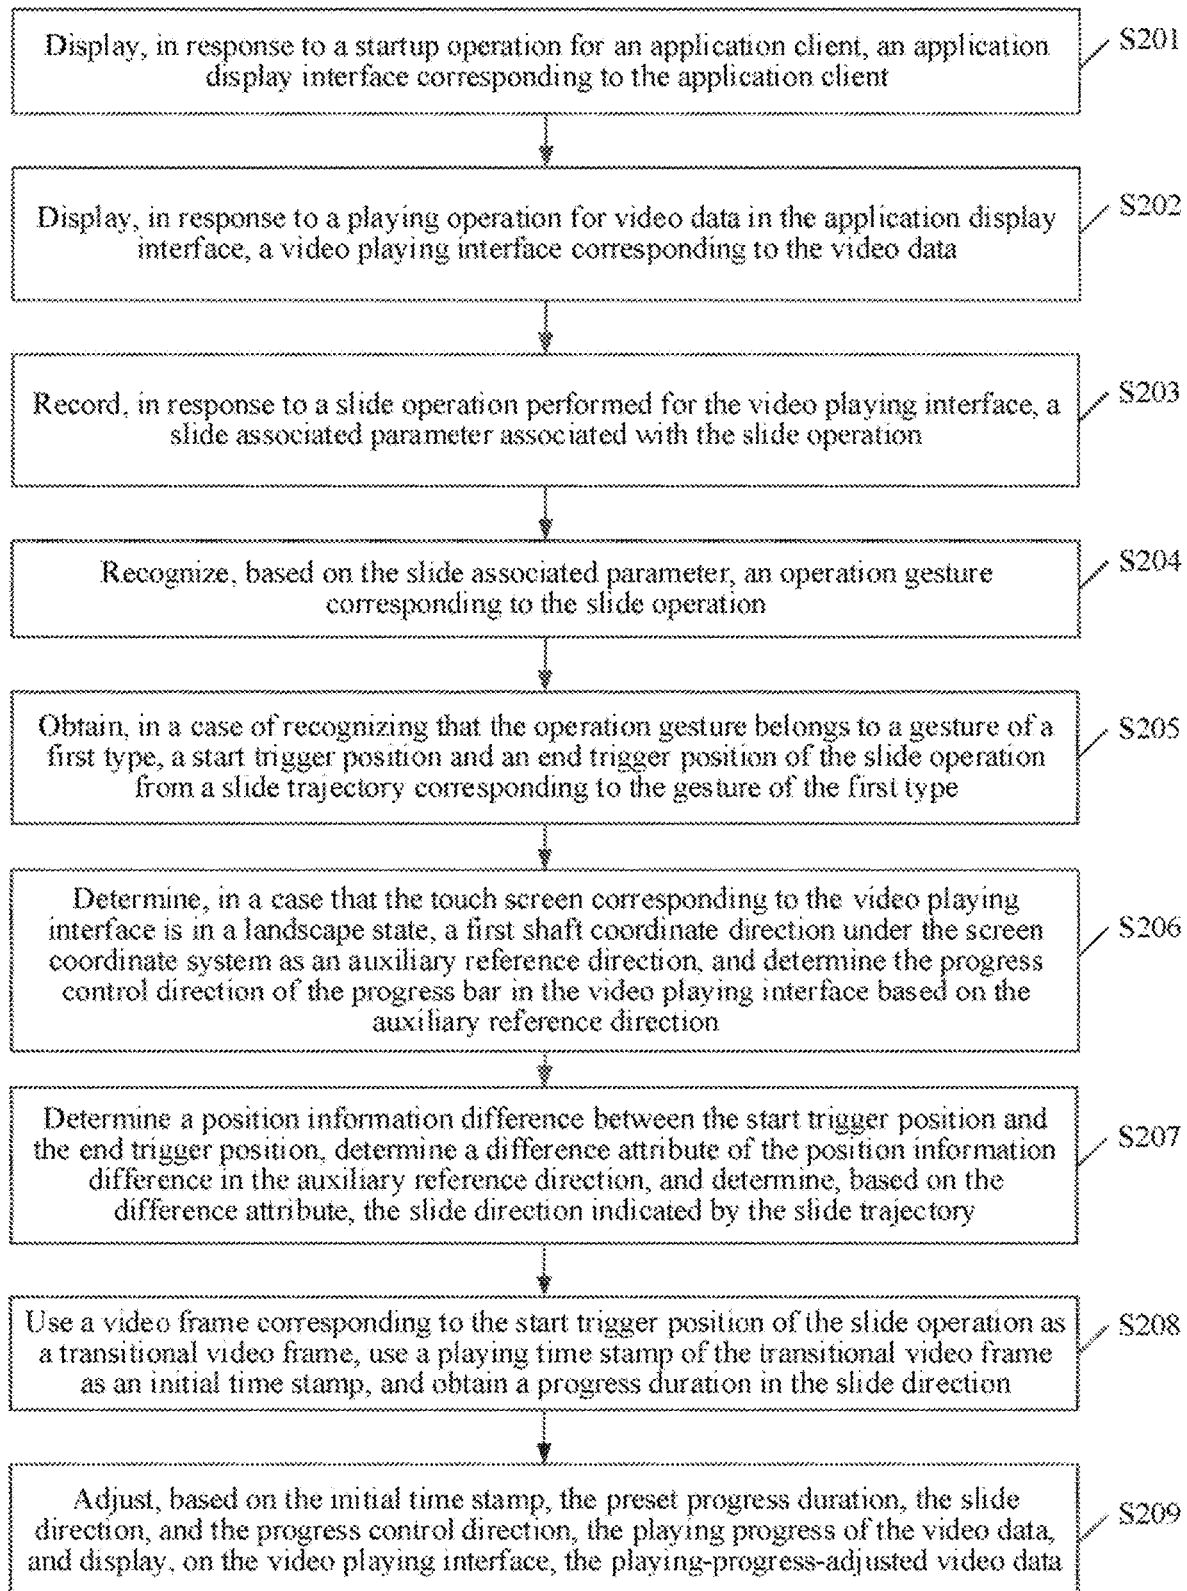 Display, in response to a startup operation for an application client, an application
display interface corresponding to the application client
S201
Display, in response to a playing operation for video data in the application display
interface, a video playing interface corresponding to the video data
S202
Record, in response to a slide operation performed for the video playing interface, a
slide associated parameter associated with the slide operation
S203
Recognize, based on the slide associated parameter, an operation gesture
corresponding to the slide operation
S204
Obtain, in a case of recognizing that the operation gesture belongs to a gesture of a
first type, a start trigger position and an end trigger position of the slide operation
from a slide trajectory corresponding to the gesture of the first type
S205
Determine, in a case that the touch screen corresponding to the video playing
interface is in a landscape state, a first shaft coordinate direction under the screen
coordinate system as an auxiliary reference direction, and determine the progress
control direction of the progress bar in the video playing interface based on the
auxiliary reference direction
S206
Determine a position information difference between the start trigger position and
the end trigger position, determine a difference attribute of the position information
difference in the auxiliary reference direction, and determine, based on the
difference attribute, the slide direction indicated by the slide trajectory
S207
Use a video frame corresponding to the start trigger position of the slide operation as
a transitional video frame, use a playing time stamp of the transitional video frame
as an initial time stamp, and obtain a progress duration in the slide direction
S208
Adjust, based on the initial time stamp, the preset progress duration, the slide
direction, and the progress control direction, the playing progress of the video data,
and display, on the video playing interface, the playing-progress-adjusted video data
S209